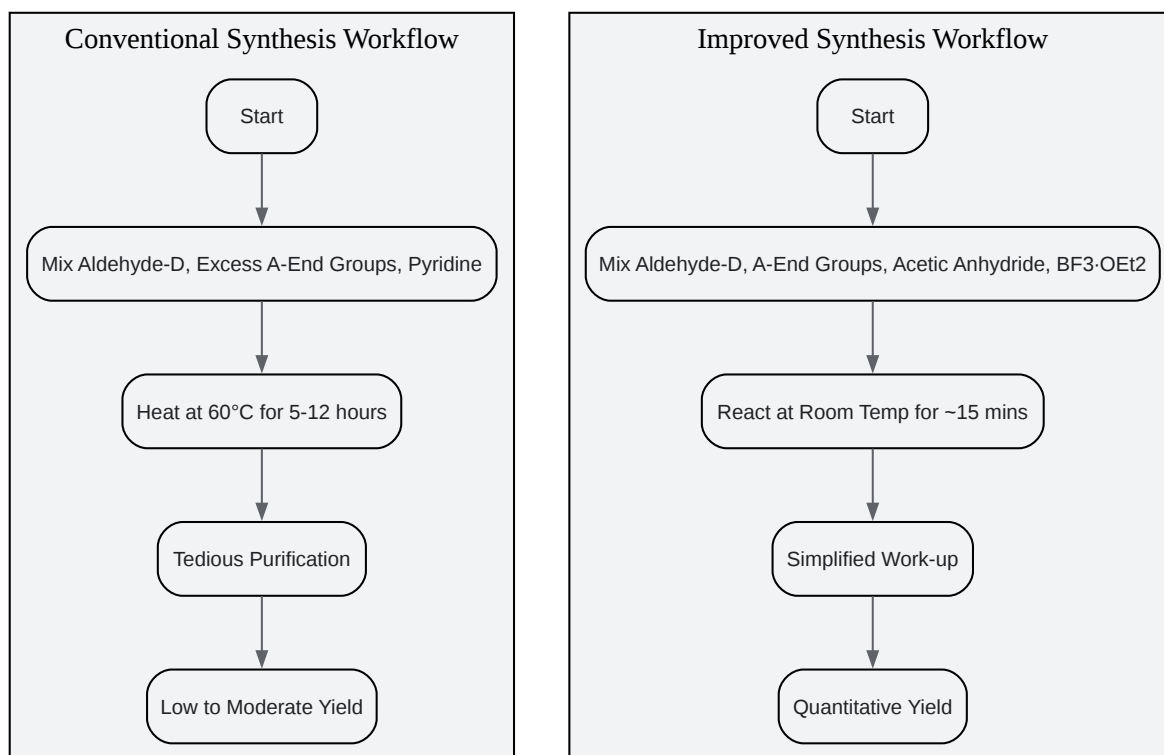 Conventional Synthesis Workflow
Start
Mix Aldehyde-D, Excess A-End Groups, Pyridine
Heat at 60°C for 5-12 hours
Tedious Purification
Low to Moderate Yield
Improved Synthesis Workflow
Start
Mix Aldehyde-D, A-End Groups, Acetic Anhydride, BF3·OEt2
React at Room Temp for ~15 mins
Simplified Work-up
Quantitative Yield